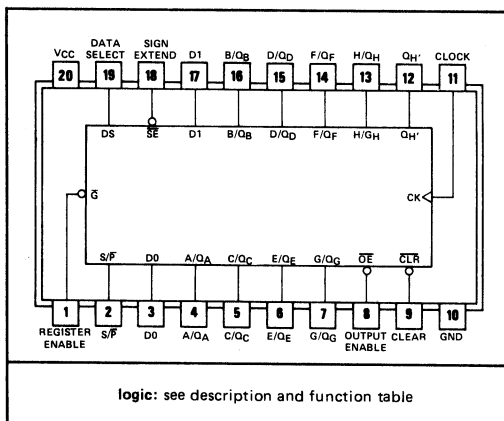 VCC DATA SELECT SIGN EXTEND D1 B/QB D/QD F/QF H/QH QH' CLOCK
20 19 18 17 16 15 14 13 12 11
DS SE D1 B/QB D/QD F/QF H/GH QH'
G CK
S/P D0 A/QA C/QC E/QE G/QG OE CLR
1 2 3 4 5 6 7 8 9 10
REGISTER ENABLE S/P D0 A/QA C/QC E/QE G/QG OUTPUT ENABLE CLEAR GND
logic: see description and function table